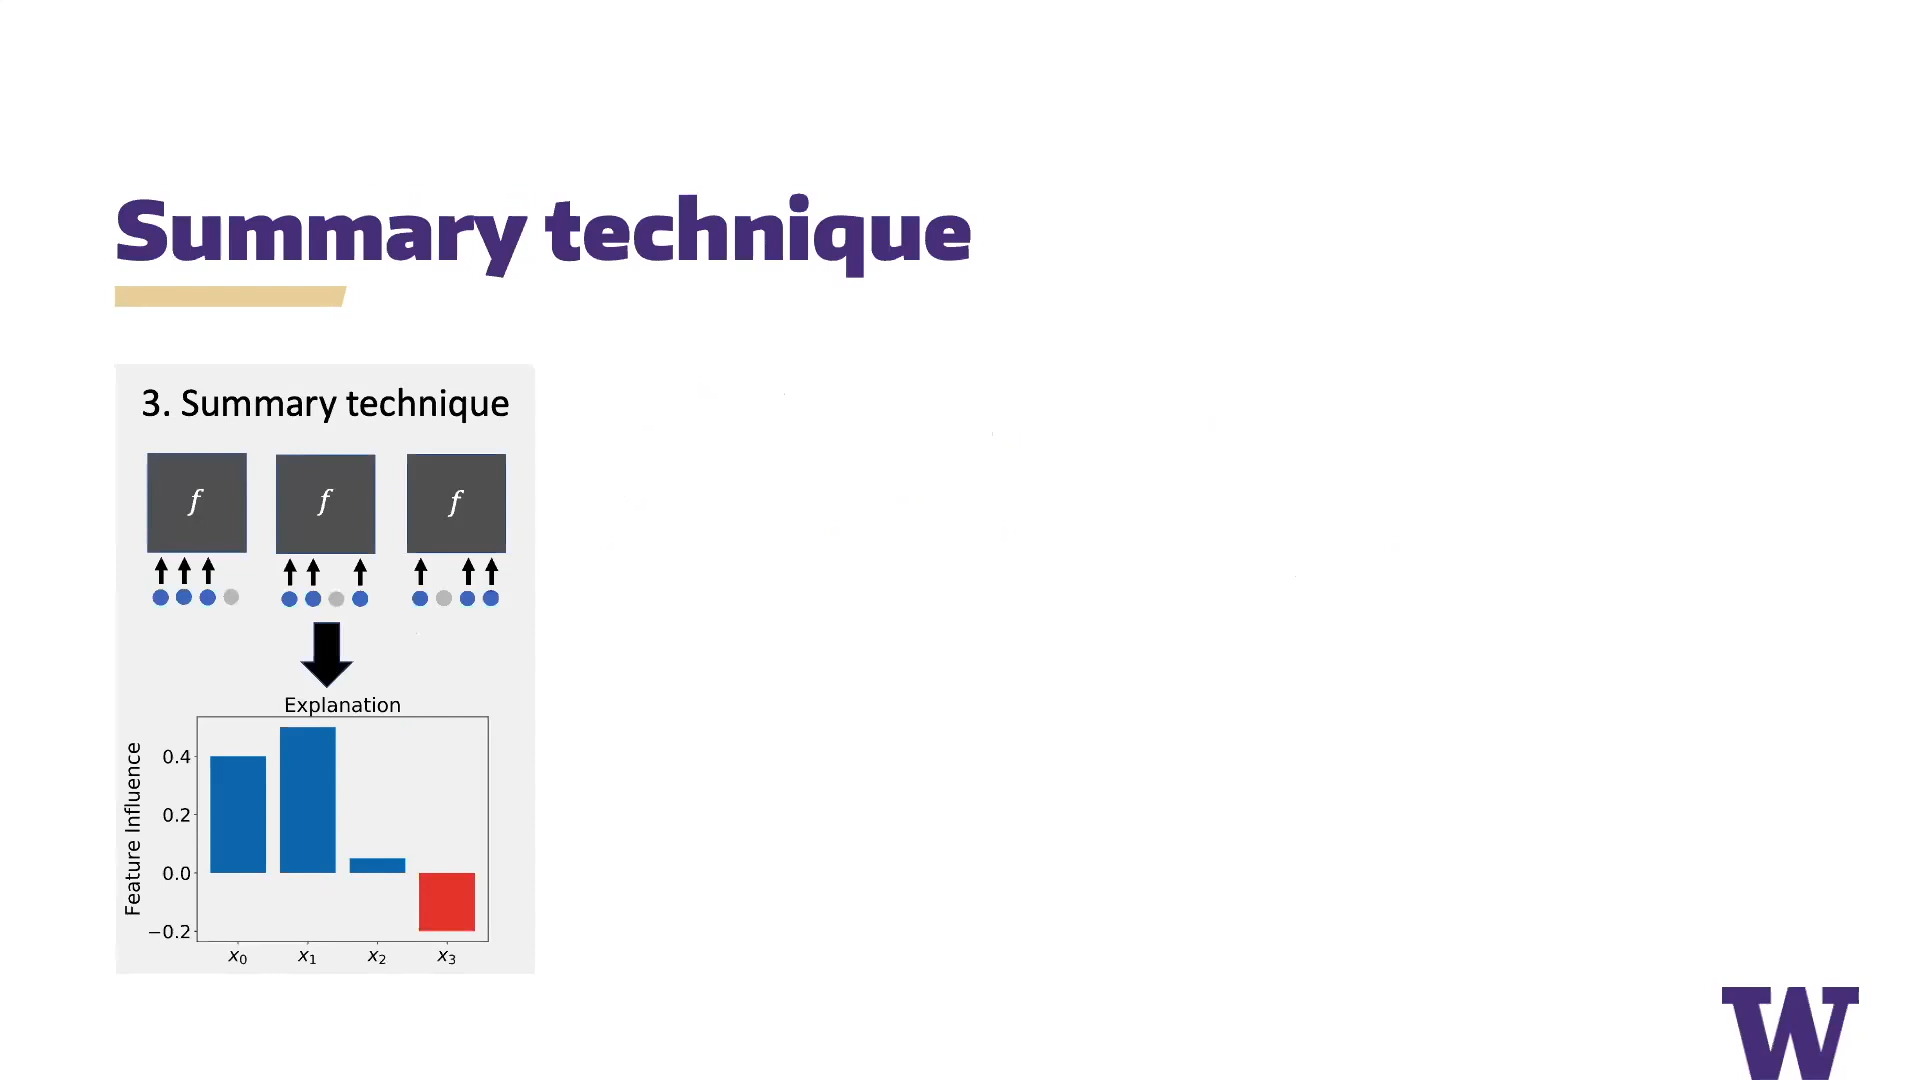 Summary technique
3. Summary technique
f f f
Explanation
Feature Influence
0.4
0.2
0.0
−0.2
x₀ x₁ x₂ x₃
W